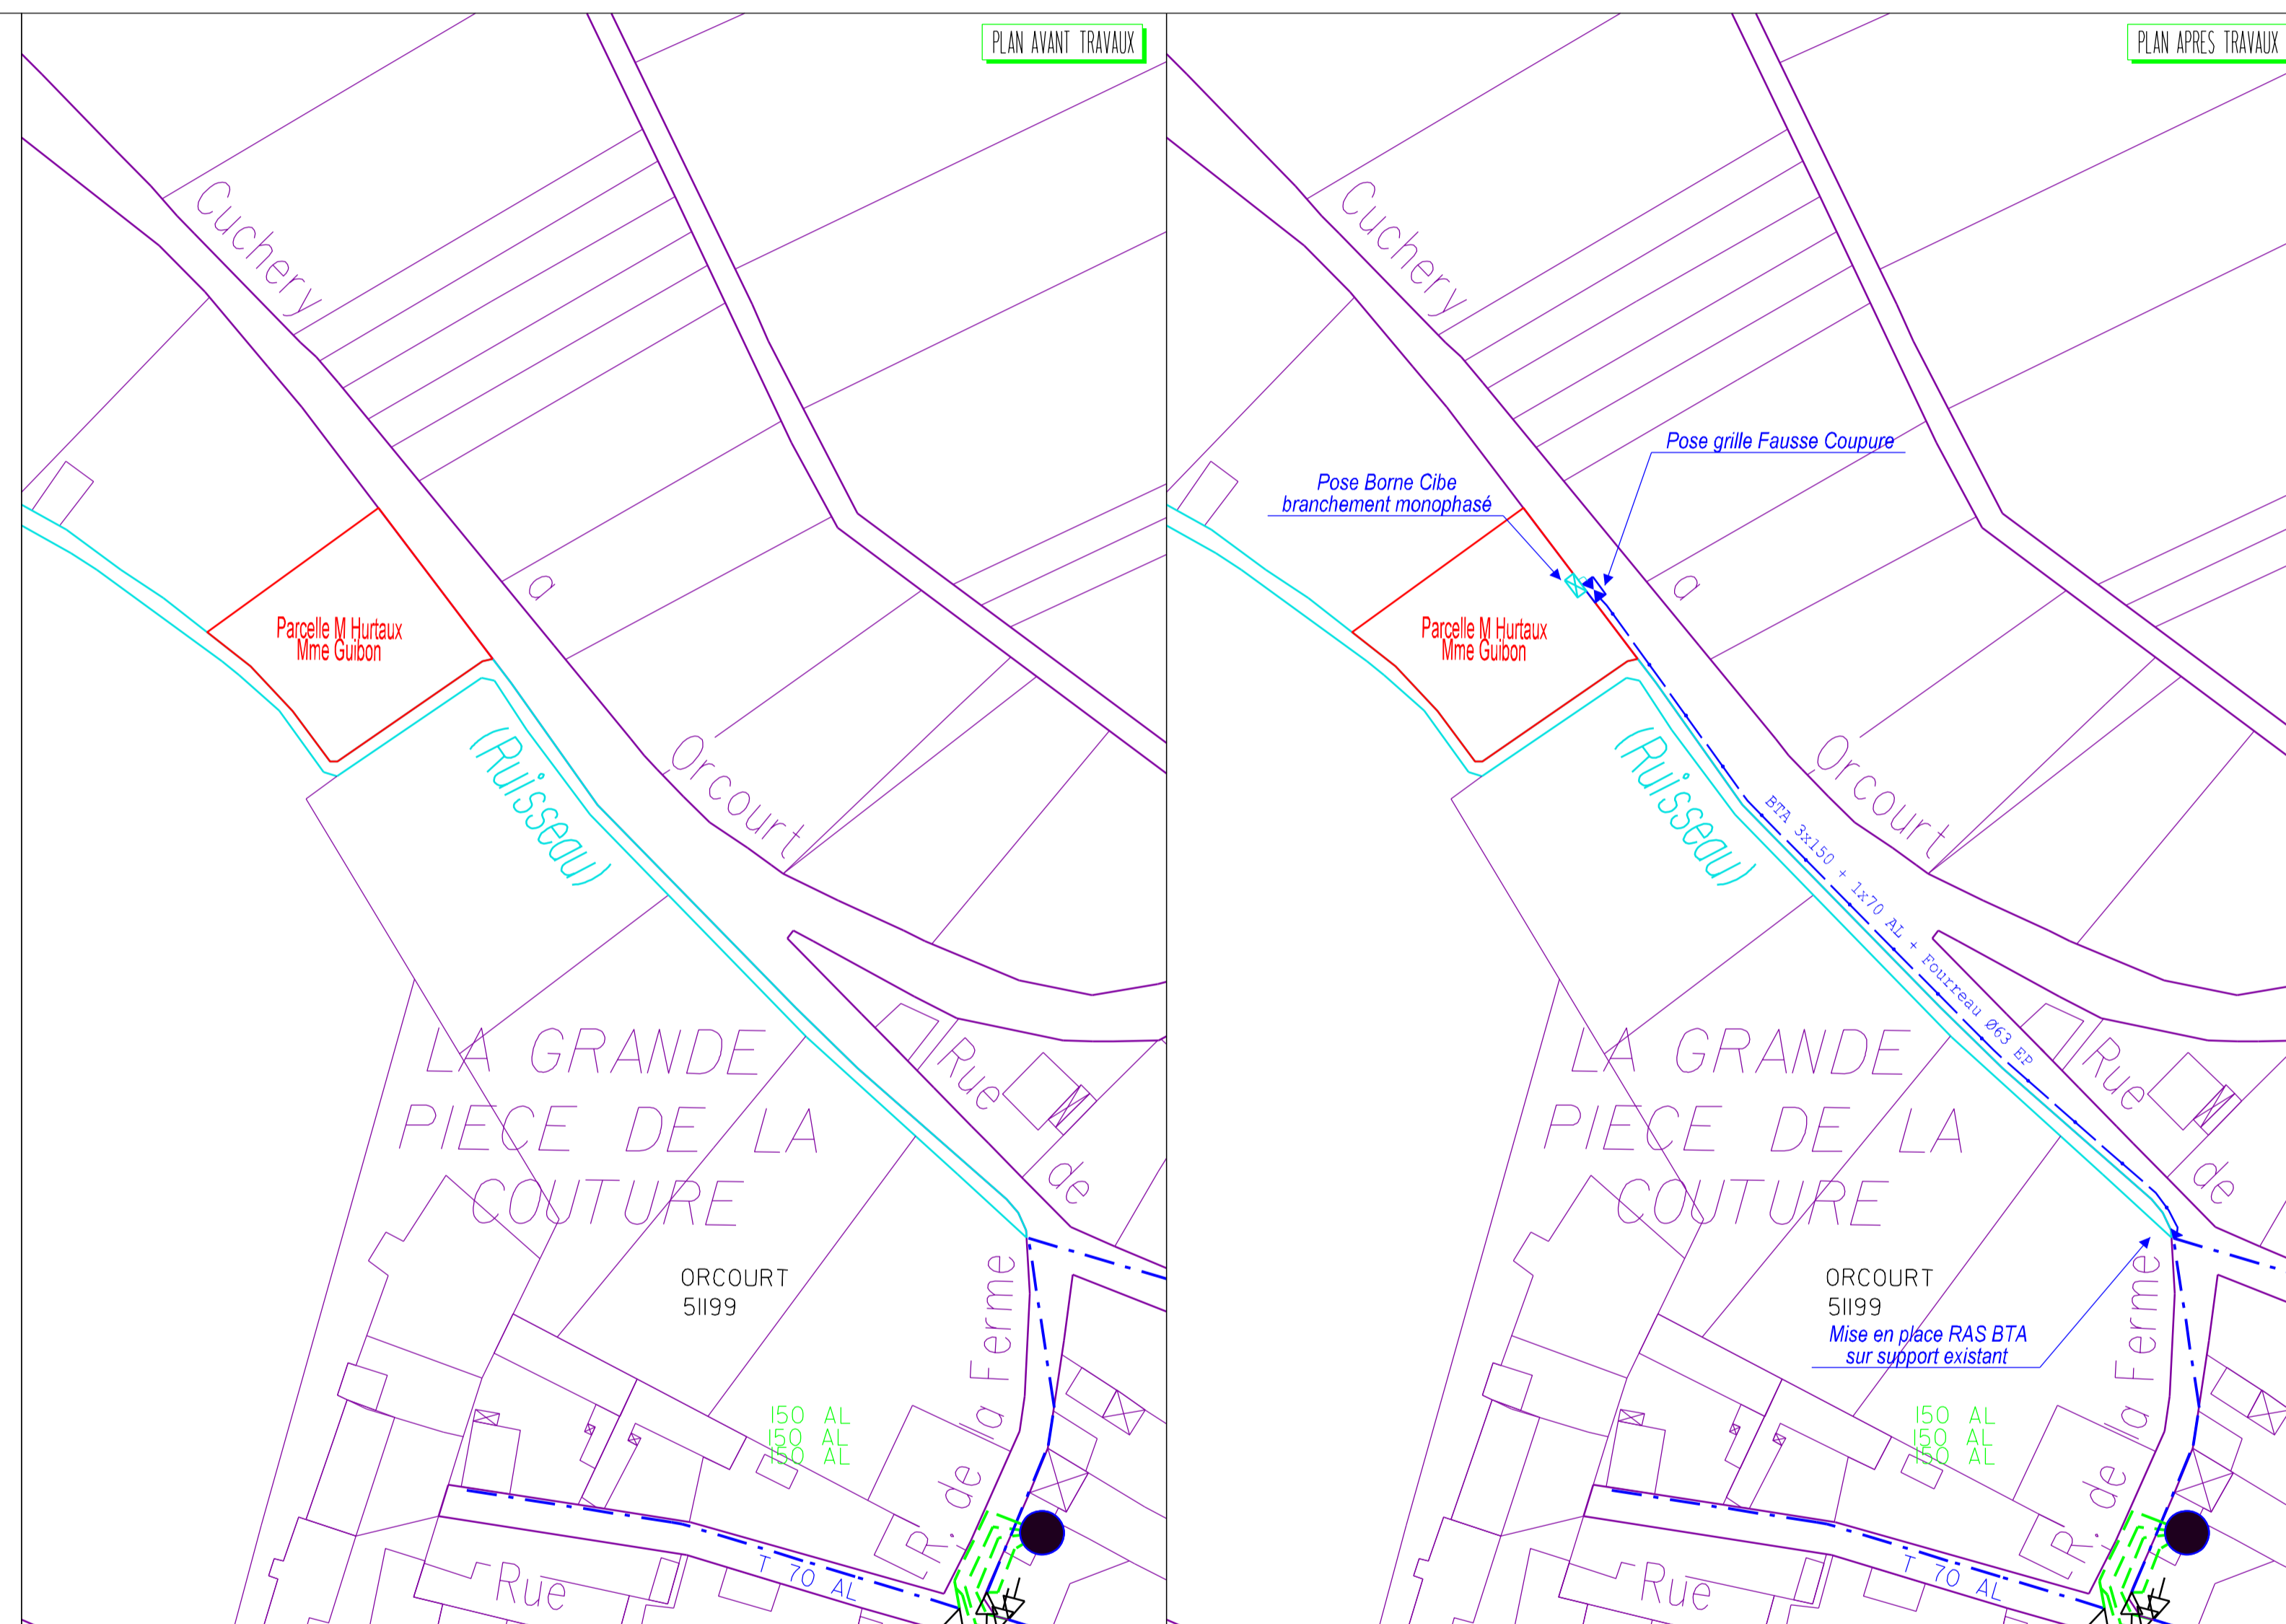 PLAN AVANT TRAVAUX
Cuchery
a
Parcelle M Hurtaux
Mme Guibon
Orcourt
(Ruisseau)
LA GRANDE
PIECE DE LA
COUTURE
Rue
de
ORCOURT
51199
R. de la Ferme
150 AL
150 AL
150 AL
T 70 AL
Rue
PLAN APRES TRAVAUX
Cuchery
Pose grille Fausse Coupure
Pose Borne Cibe
branchement monophasé
a
Parcelle M Hurtaux
Mme Guibon
Orcourt
(Ruisseau)
BTA 3x150 + 1x70 AL + Fourreau Ø63 EP
LA GRANDE
PIECE DE LA
COUTURE
Rue
de
ORCOURT
51199
Mise en place RAS BTA
sur support existant
R. de la Ferme
150 AL
150 AL
150 AL
T 70 AL
Rue